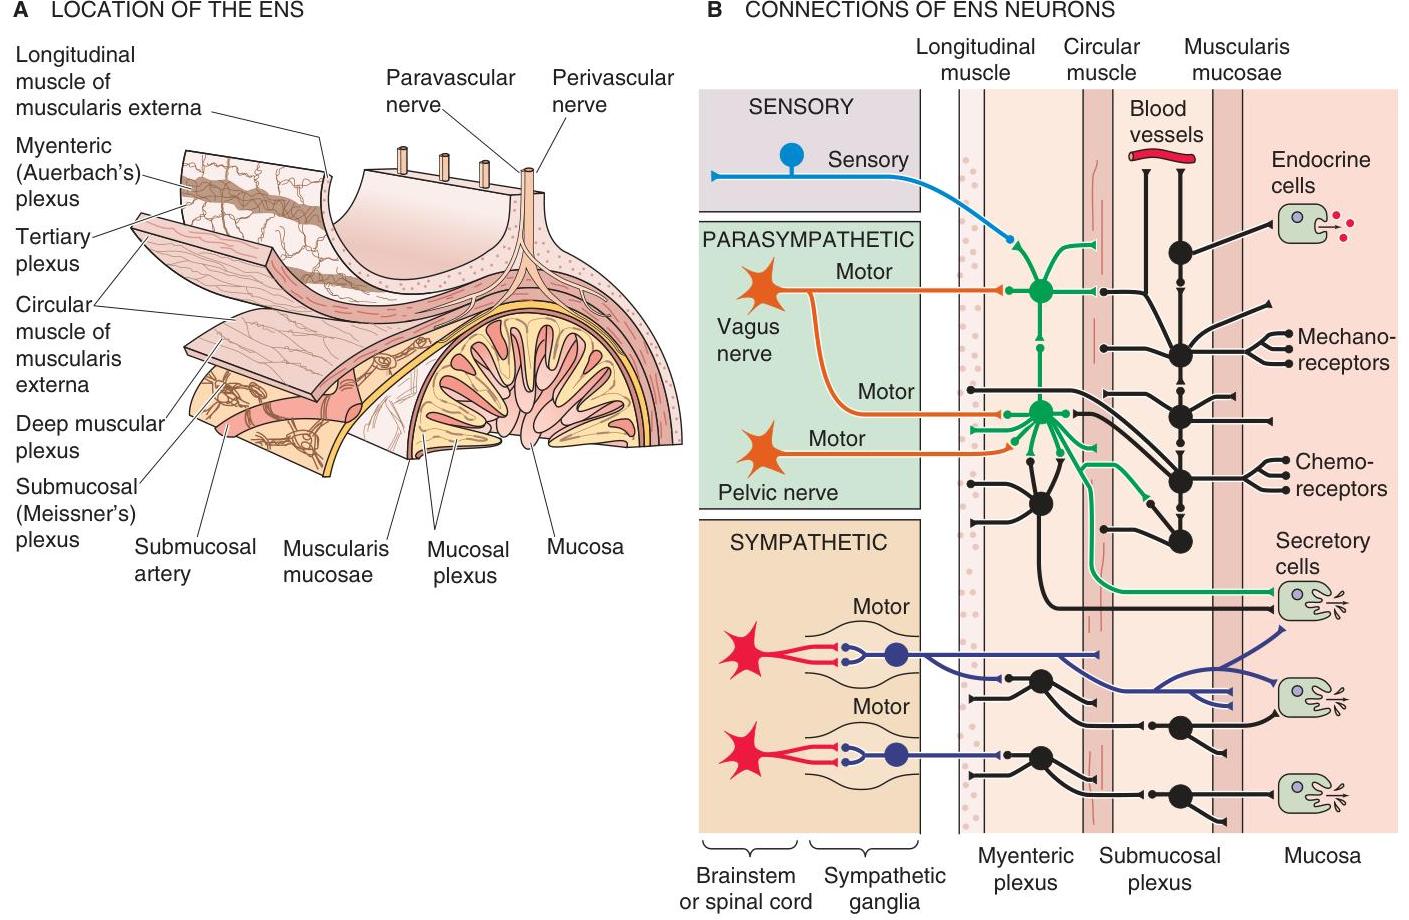 A LOCATION OF THE ENS
Longitudinal
muscle of
muscularis externa
Myenteric
(Auerbach's)
plexus
Tertiary
plexus
Circular
muscle of
muscularis
externa
Deep muscular
plexus
Submucosal
(Meissner's)
plexus
Paravascular
nerve
Perivascular
nerve
Submucosal
artery
Muscularis
mucosae
Mucosal
plexus
Mucosa
B CONNECTIONS OF ENS NEURONS
Longitudinal
muscle
Circular
muscle
Muscularis
mucosae
SENSORY
Sensory
Blood
vessels
Endocrine
cells
PARASYMPATHETIC
Motor
Vagus
nerve
Motor
Motor
Pelvic nerve
Mechano-
receptors
Chemo-
receptors
Secretory
cells
SYMPATHETIC
Motor
Motor
Brainstem
or spinal cord
Sympathetic
ganglia
Myenteric
plexus
Submucosal
plexus
Mucosa